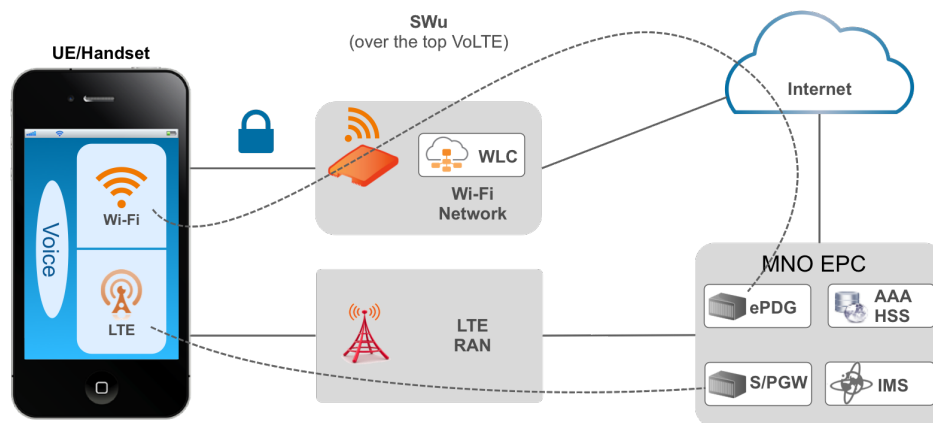 SWu
(over the top VoLTE)
UE/Handset
Internet
WLC
Wi-Fi
Network
Wi-Fi
Voice
LTE
LTE
RAN
MNO EPC
ePDG
AAA
HSS
S/PGW
IMS